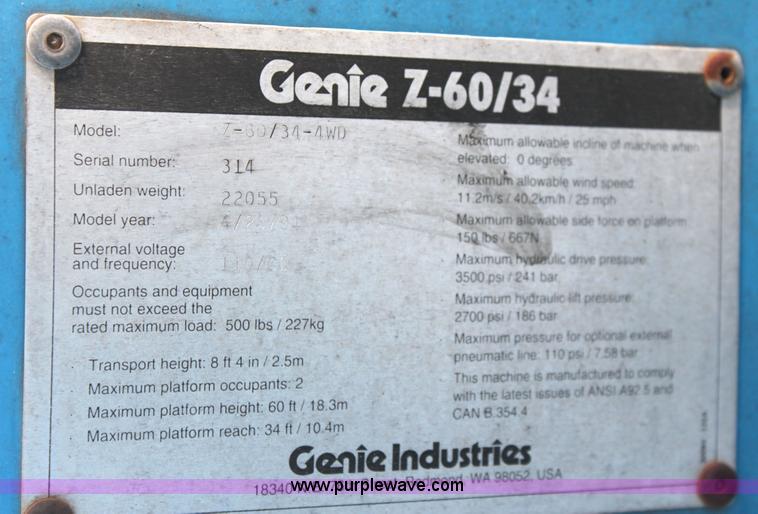 Genie Z-60/34
Model: Z-60/34-4WD
Serial number: 314
Unladen weight: 22055
Model year:
External voltage
and frequency:
Occupants and equipment
must not exceed the
rated maximum load: 500 lbs / 227kg
· Transport height: 8 ft 4 in / 2.5m
· Maximum platform occupants: 2
· Maximum platform height: 60 ft / 18.3m
· Maximum platform reach: 34 ft / 10.4m
· Maximum allowable incline of machine when
elevated: 0 degrees
· Maximum allowable wind speed:
11.2m/s / 40.2km/h / 25 mph
· Maximum allowable side force on platform:
150 lbs / 667N
· Maximum hydraulic drive pressure:
3500 psi / 241 bar
· Maximum hydraulic lift pressure:
2700 psi / 186 bar
· Maximum pressure for optional external
pneumatic line: 110 psi / 7.58 bar
· This machine is manufactured to comply
with the latest issues of ANSI A92.5 and
CAN B.354.4
Genie Industries
18340 Redmond, WA 98052, USA
www.purplewave.com